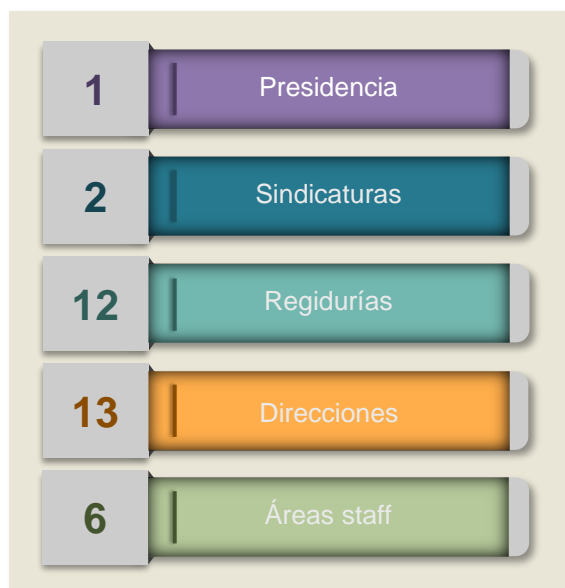 1 Presidencia
2 Sindicaturas
12 Regidurías
13 Direcciones
6 Áreas staff